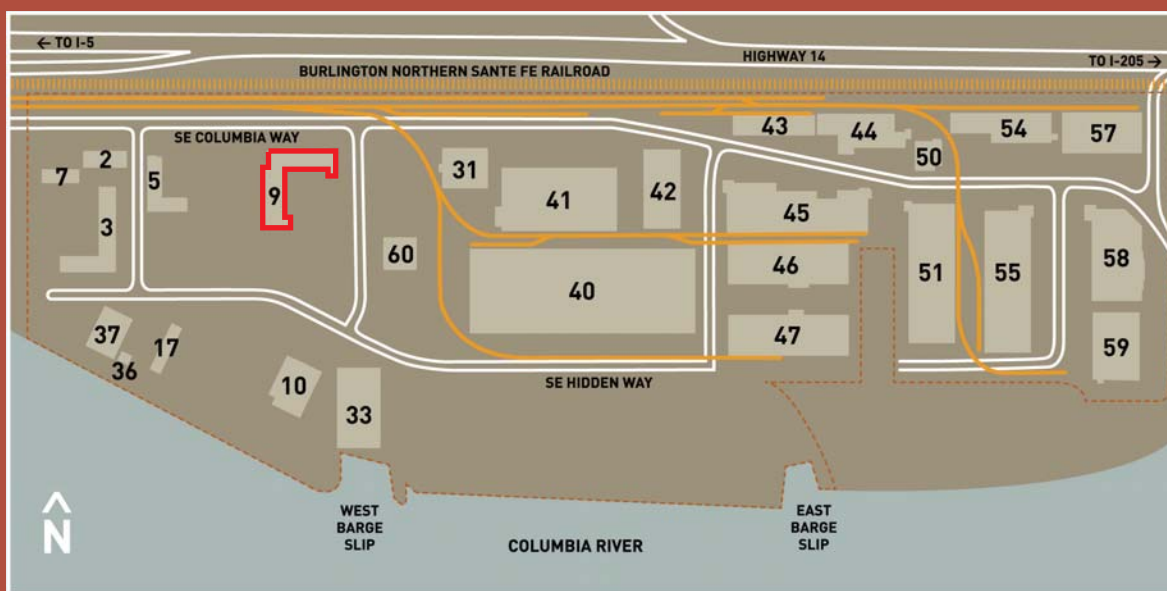 ← TO I-5
HIGHWAY 14
TO I-205 →
BURLINGTON NORTHERN SANTE FE RAILROAD
SE COLUMBIA WAY
43
44
54
57
2
7
5
9
31
41
42
50
3
45
60
46
51
55
58
40
37
17
36
47
59
10
33
SE HIDDEN WAY
N
WEST
BARGE
SLIP
COLUMBIA RIVER
EAST
BARGE
SLIP